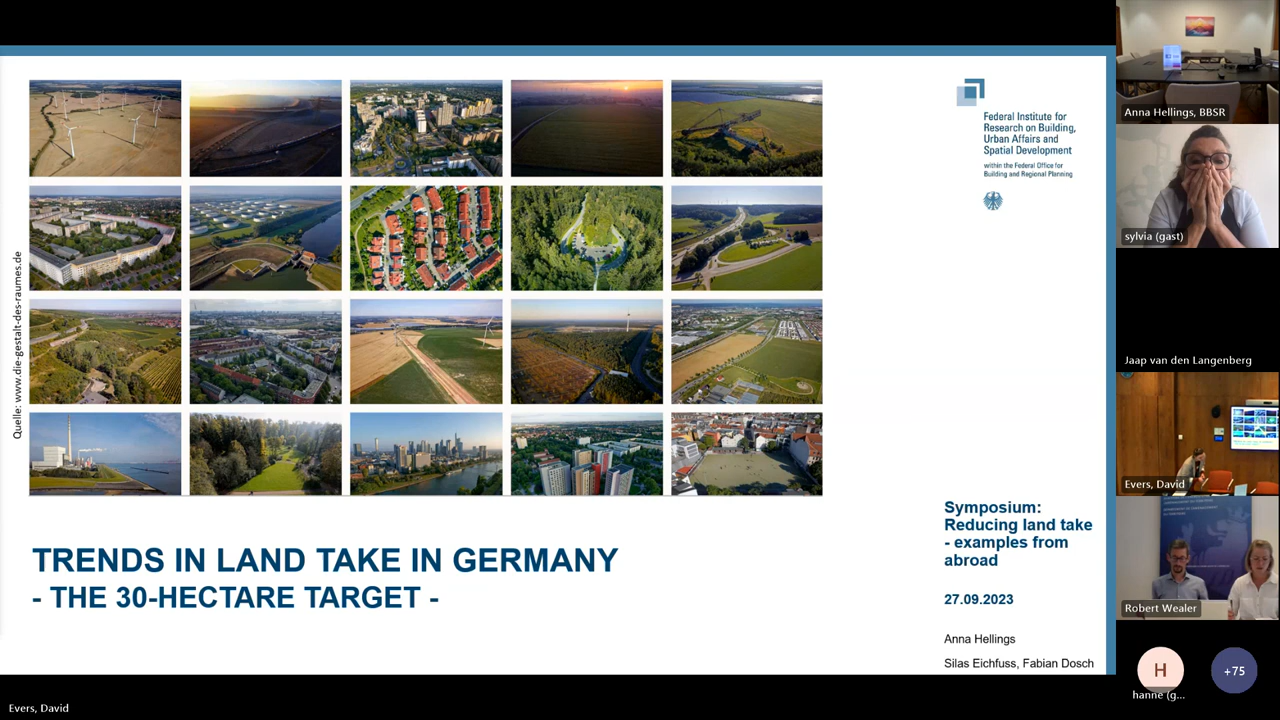 Quelle: www.die-gestalt-des-raumes.de
Federal Institute for
Research on Building,
Urban Affairs and
Spatial Development
within the Federal Office for
Building and Regional Planning
TRENDS IN LAND TAKE IN GERMANY
- THE 30-HECTARE TARGET -
Symposium:
Reducing land take
- examples from
abroad
27.09.2023
Anna Hellings
Silas Eichfuss, Fabian Dosch
Evers, David
Anna Hellings, BBSR
sylvia (gast)
Jaap van den Langenberg
Evers, David
Robert Wealer
H
hanne (g...
+75